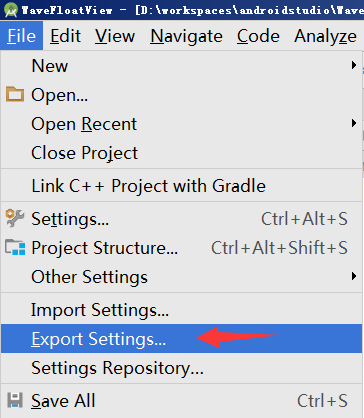 WaveFloatView - [D:\workspaces\androidstudio\Wave
File Edit View Navigate Code Analyze
New
Open...
Open Recent
Close Project
Link C++ Project with Gradle
Settings... Ctrl+Alt+S
Project Structure... Ctrl+Alt+Shift+S
Other Settings
Import Settings...
Export Settings...
Settings Repository...
Save All Ctrl+S